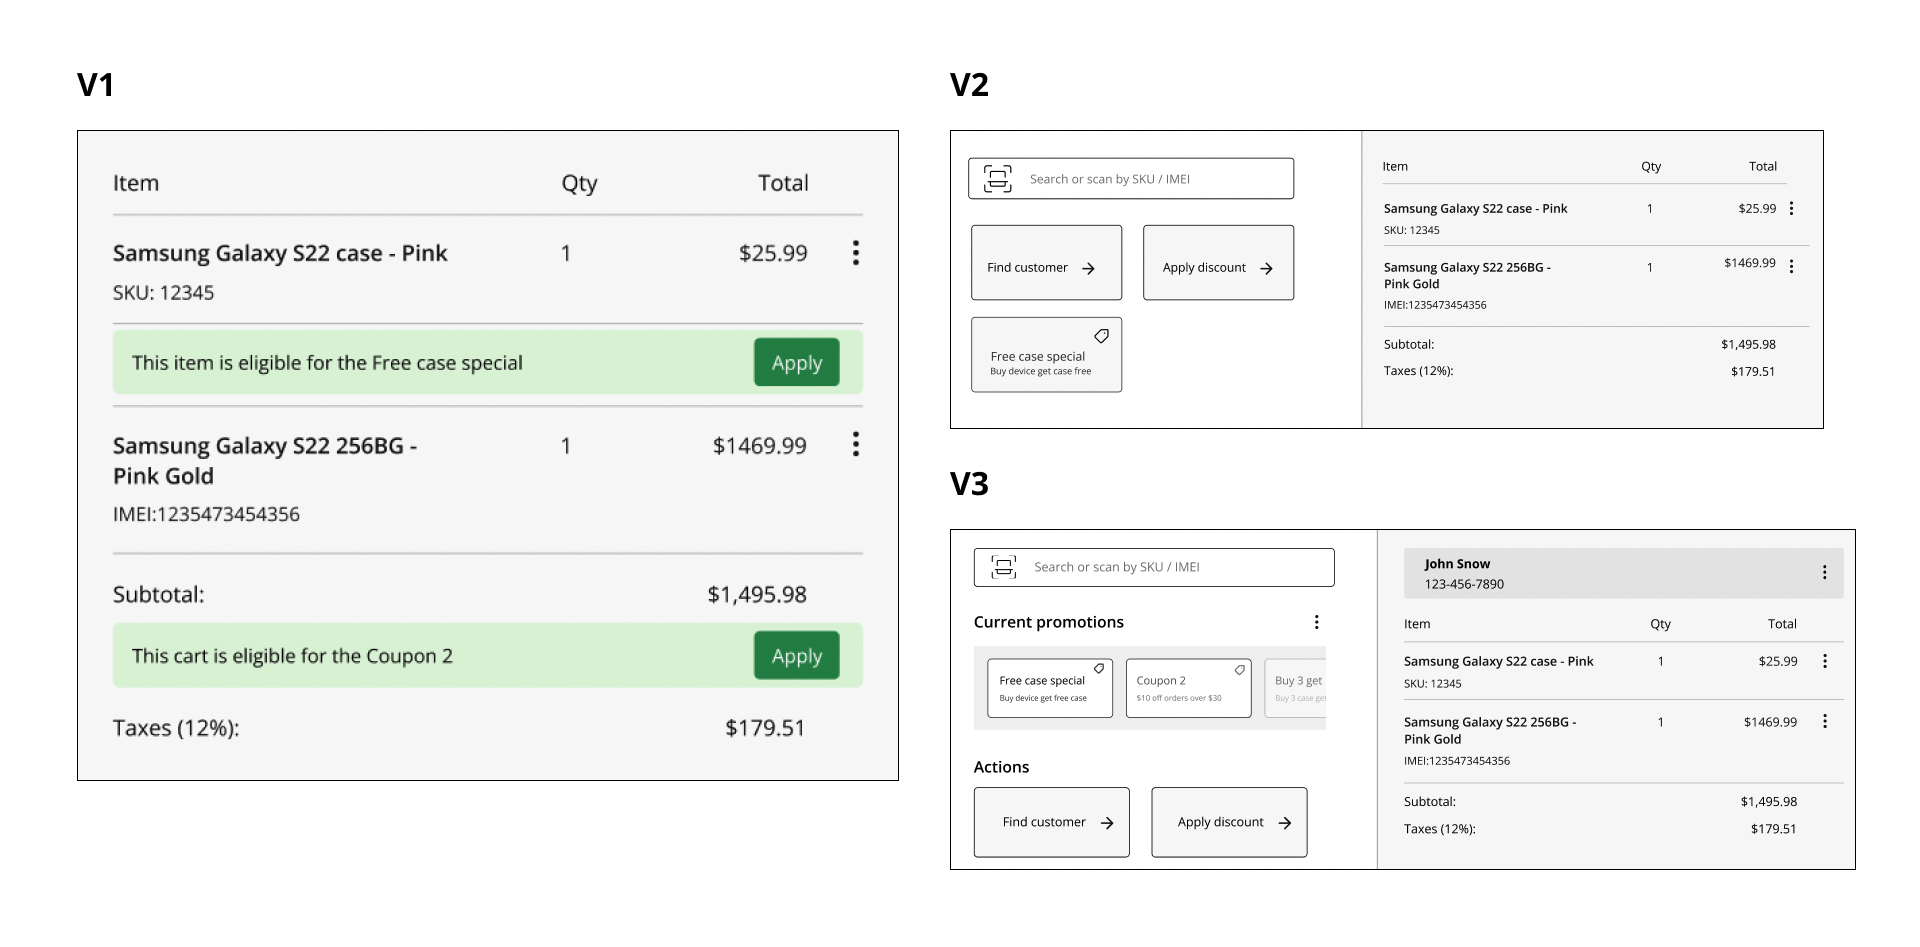 V1
Item Qty Total
Samsung Galaxy S22 case - Pink 1 $25.99
SKU: 12345
This item is eligible for the Free case special Apply
Samsung Galaxy S22 256BG - 1 $1469.99
Pink Gold
IMEI:1235473454356
Subtotal: $1,495.98
This cart is eligible for the Coupon 2 Apply
Taxes (12%): $179.51
V2
Search or scan by SKU / IMEI
Find customer
Apply discount
Free case special
Buy device get case free
Item Qty Total
Samsung Galaxy S22 case - Pink 1 $25.99
SKU: 12345
Samsung Galaxy S22 256BG - 1 $1469.99
Pink Gold
IMEI:1235473454356
Subtotal: $1,495.98
Taxes (12%): $179.51
V3
Search or scan by SKU / IMEI
Current promotions
Free case special
Buy device get free case
Coupon 2
$10 off orders over $30
Buy 3 get
Buy 3 case get
Actions
Find customer
Apply discount
John Snow
123-456-7890
Item Qty Total
Samsung Galaxy S22 case - Pink 1 $25.99
SKU: 12345
Samsung Galaxy S22 256BG - 1 $1469.99
Pink Gold
IMEI:1235473454356
Subtotal: $1,495.98
Taxes (12%): $179.51